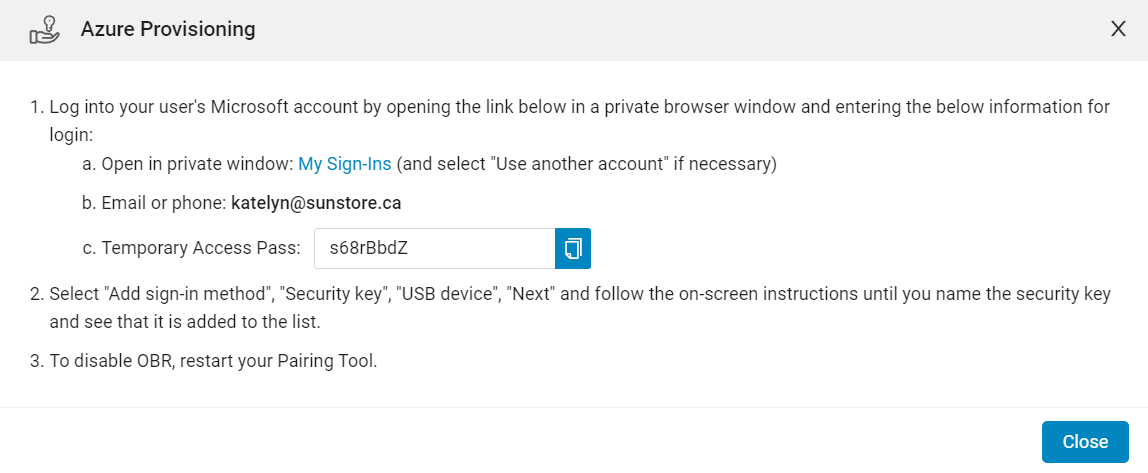 Azure Provisioning
X
1. Log into your user's Microsoft account by opening the link below in a private browser window and entering the below information for
login:
a. Open in private window: My Sign-Ins (and select "Use another account" if necessary)
b. Email or phone: katelyn@sunstore.ca
c. Temporary Access Pass: s68rBbdZ
2. Select "Add sign-in method", "Security key", "USB device", "Next" and follow the on-screen instructions until you name the security key
and see that it is added to the list.
3. To disable OBR, restart your Pairing Tool.
Close